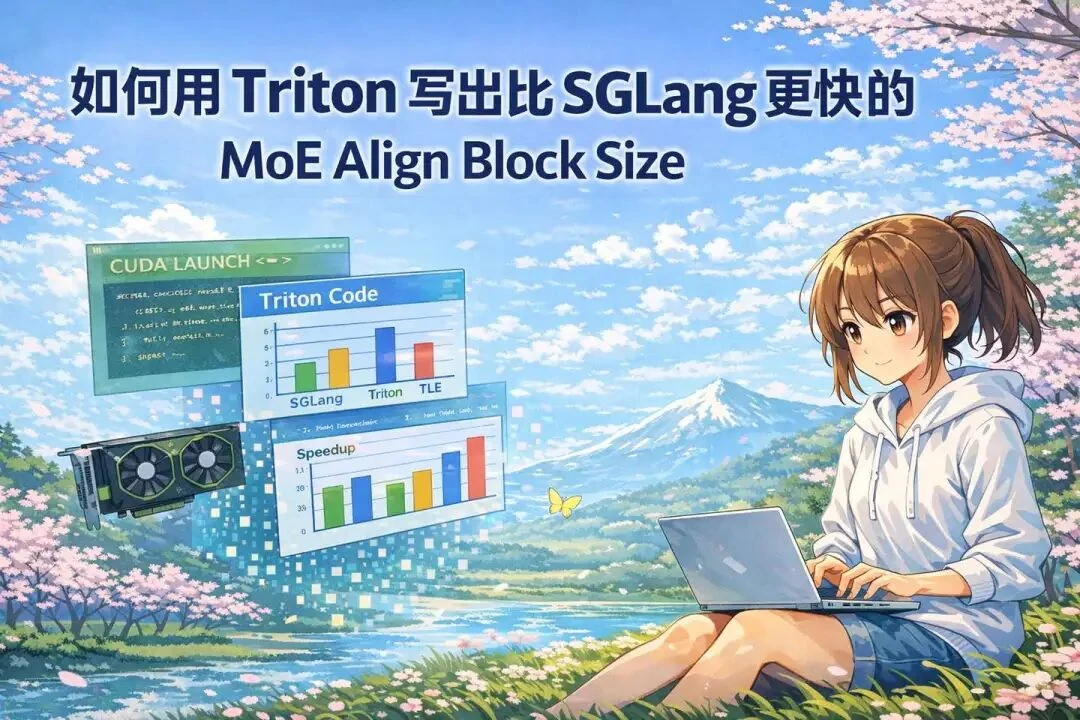 如何用 Triton 写出比 SGLang 更快的
MoE Align Block Size
CUDA LAUNCH
Triton Code
SGLang
Triton
TLE
Speedup